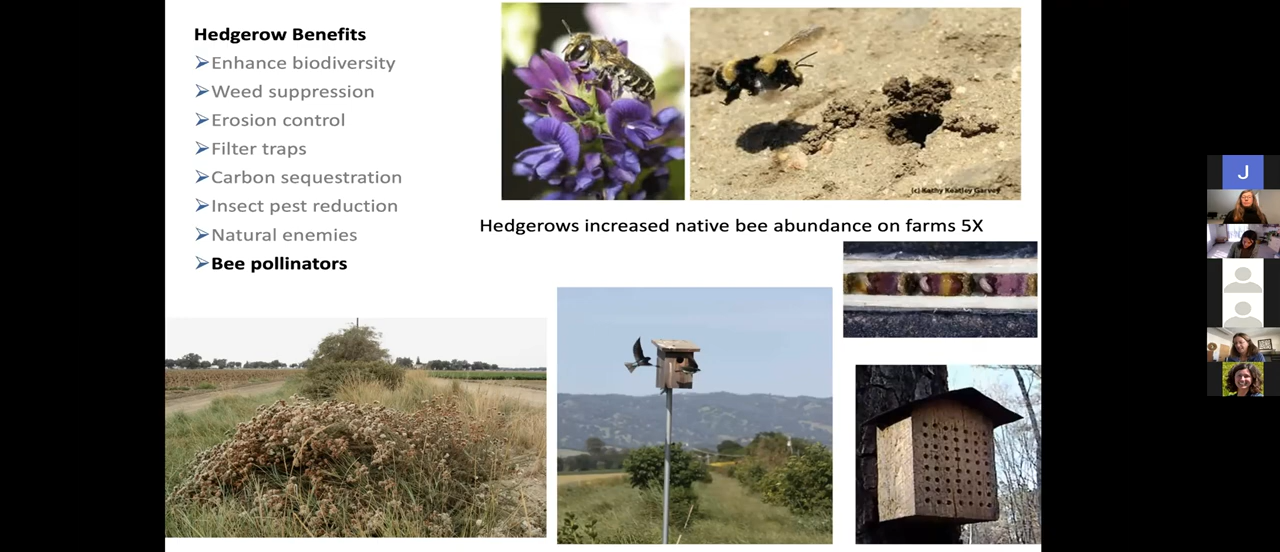 Hedgerow Benefits
➢Enhance biodiversity
➢Weed suppression
➢Erosion control
➢Filter traps
➢Carbon sequestration
➢Insect pest reduction
➢Natural enemies
➢Bee pollinators
(c) Kathy Keatley Garvey
Hedgerows increased native bee abundance on farms 5X
J